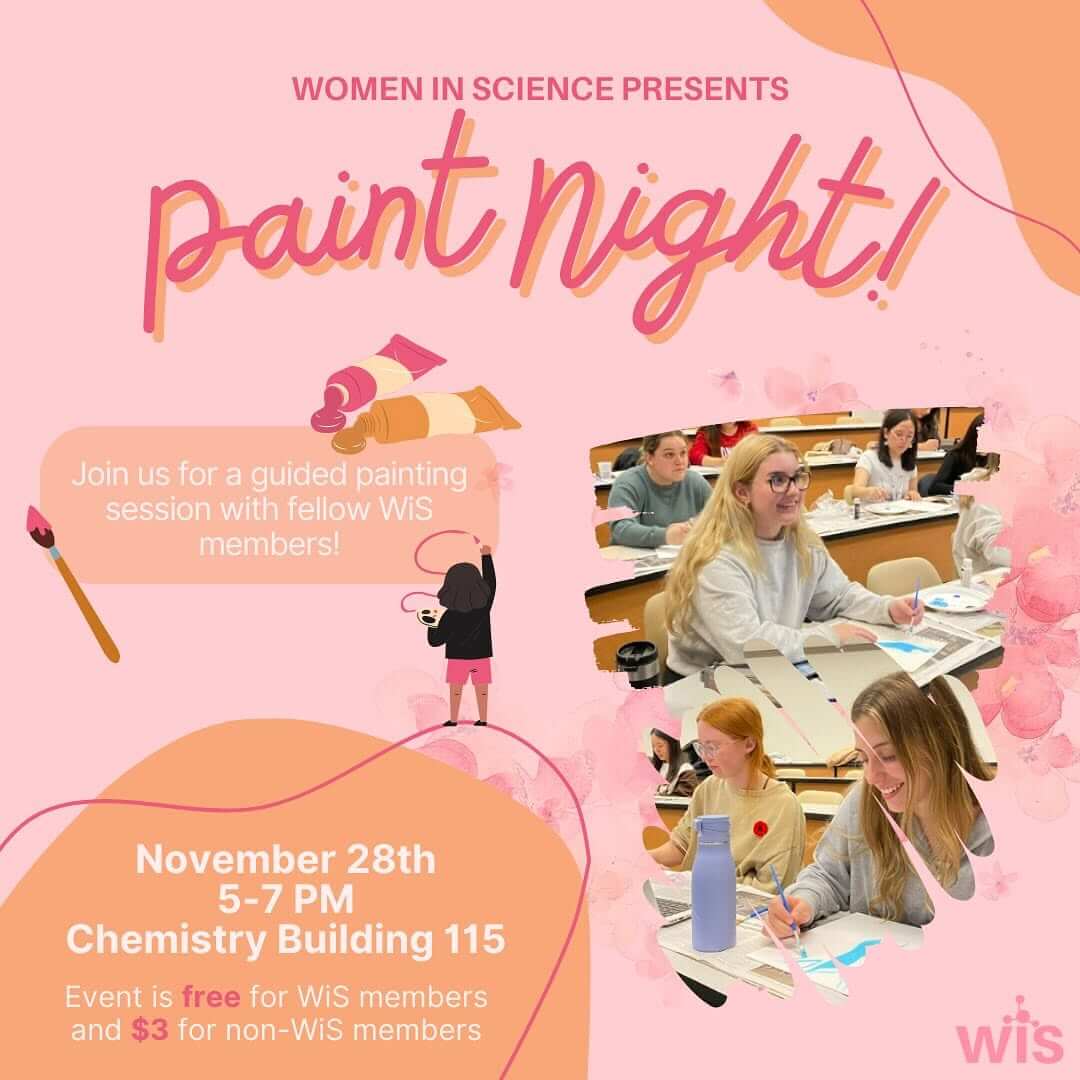 WOMEN IN SCIENCE PRESENTS
paint night!
Join us for a guided painting
session with fellow WiS
members!
November 28th
5-7 PM
Chemistry Building 115
Event is free for WiS members
and $3 for non-WiS members
wis